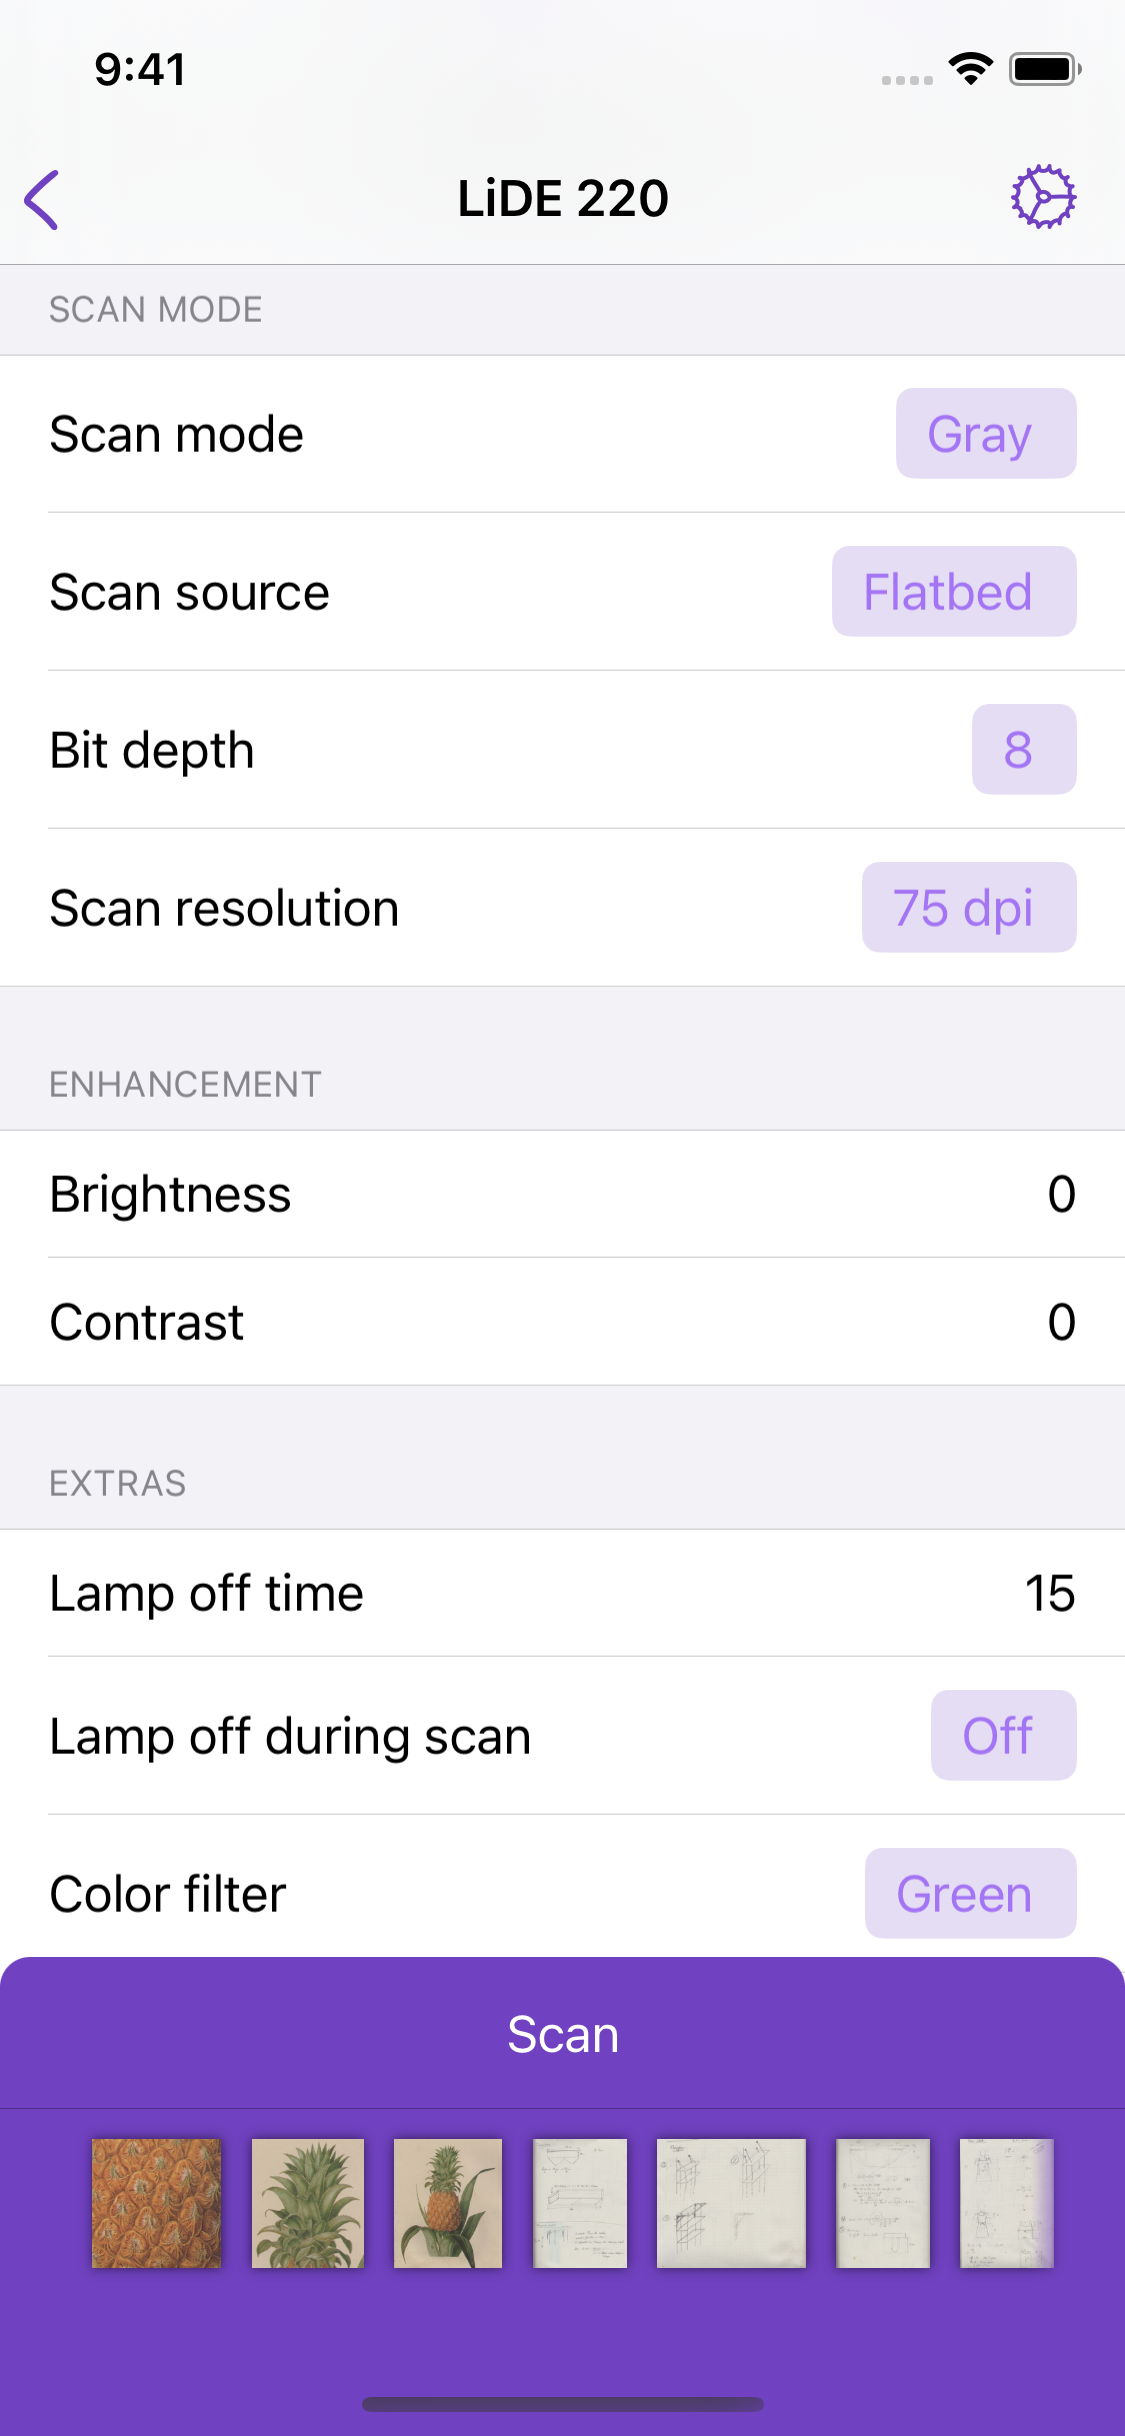 9:41
LiDE 220
SCAN MODE
Scan mode Gray
Scan source Flatbed
Bit depth 8
Scan resolution 75 dpi
ENHANCEMENT
Brightness 0
Contrast 0
EXTRAS
Lamp off time 15
Lamp off during scan Off
Color filter Green
Scan